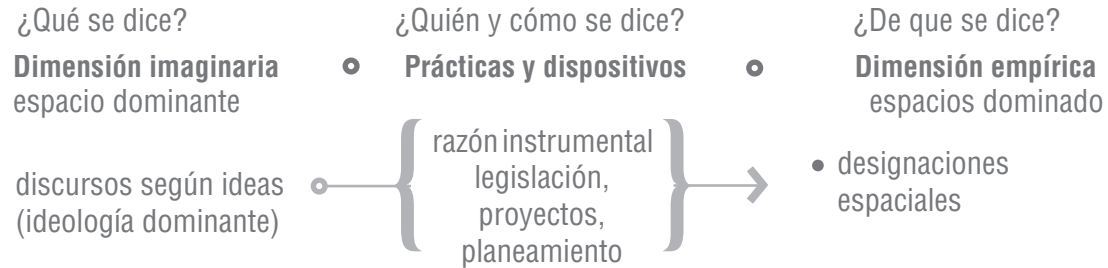 ¿Qué se dice?
Dimensión imaginaria
espacio dominante
discursos según ideas
(ideología dominante)
¿Quién y cómo se dice?
Prácticas y dispositivos
razón instrumental
legislación,
proyectos,
planeamiento
¿De que se dice?
Dimensión empírica
espacios dominado
designaciones
espaciales